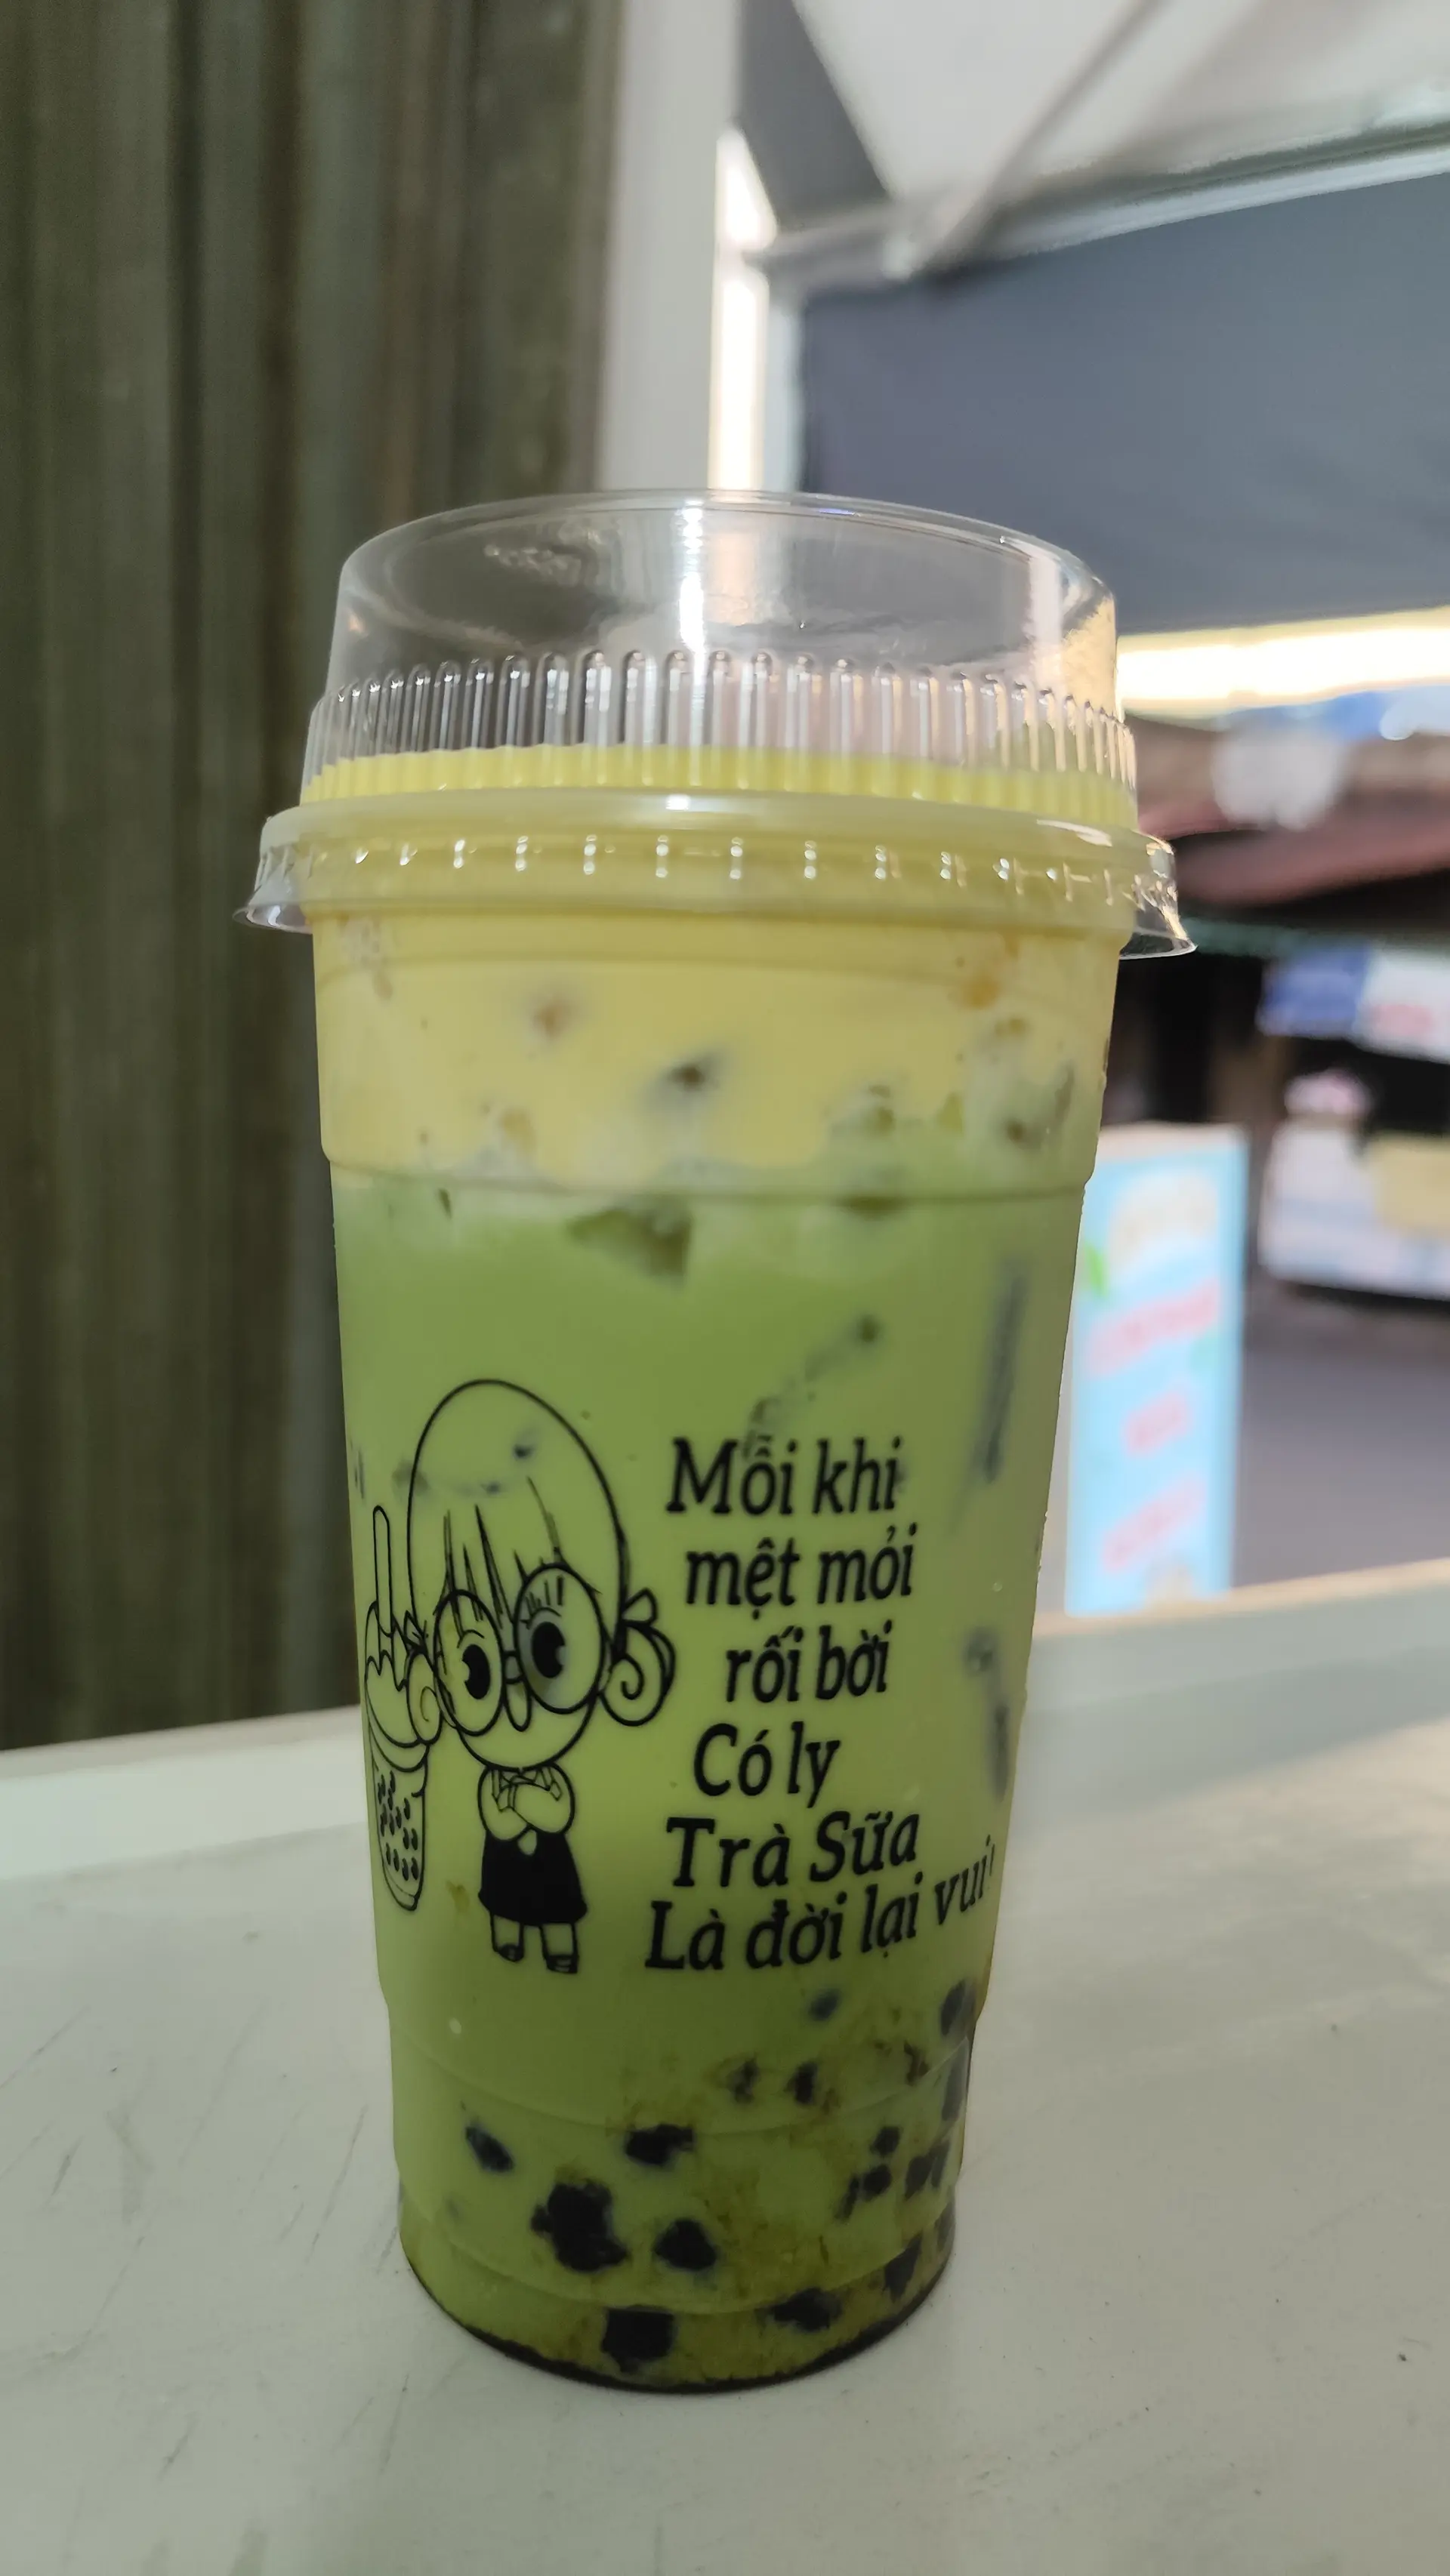 Mỗi khi
mệt mỏi
rối bời
Có ly
Trà Sữa
Là đời lại vui!